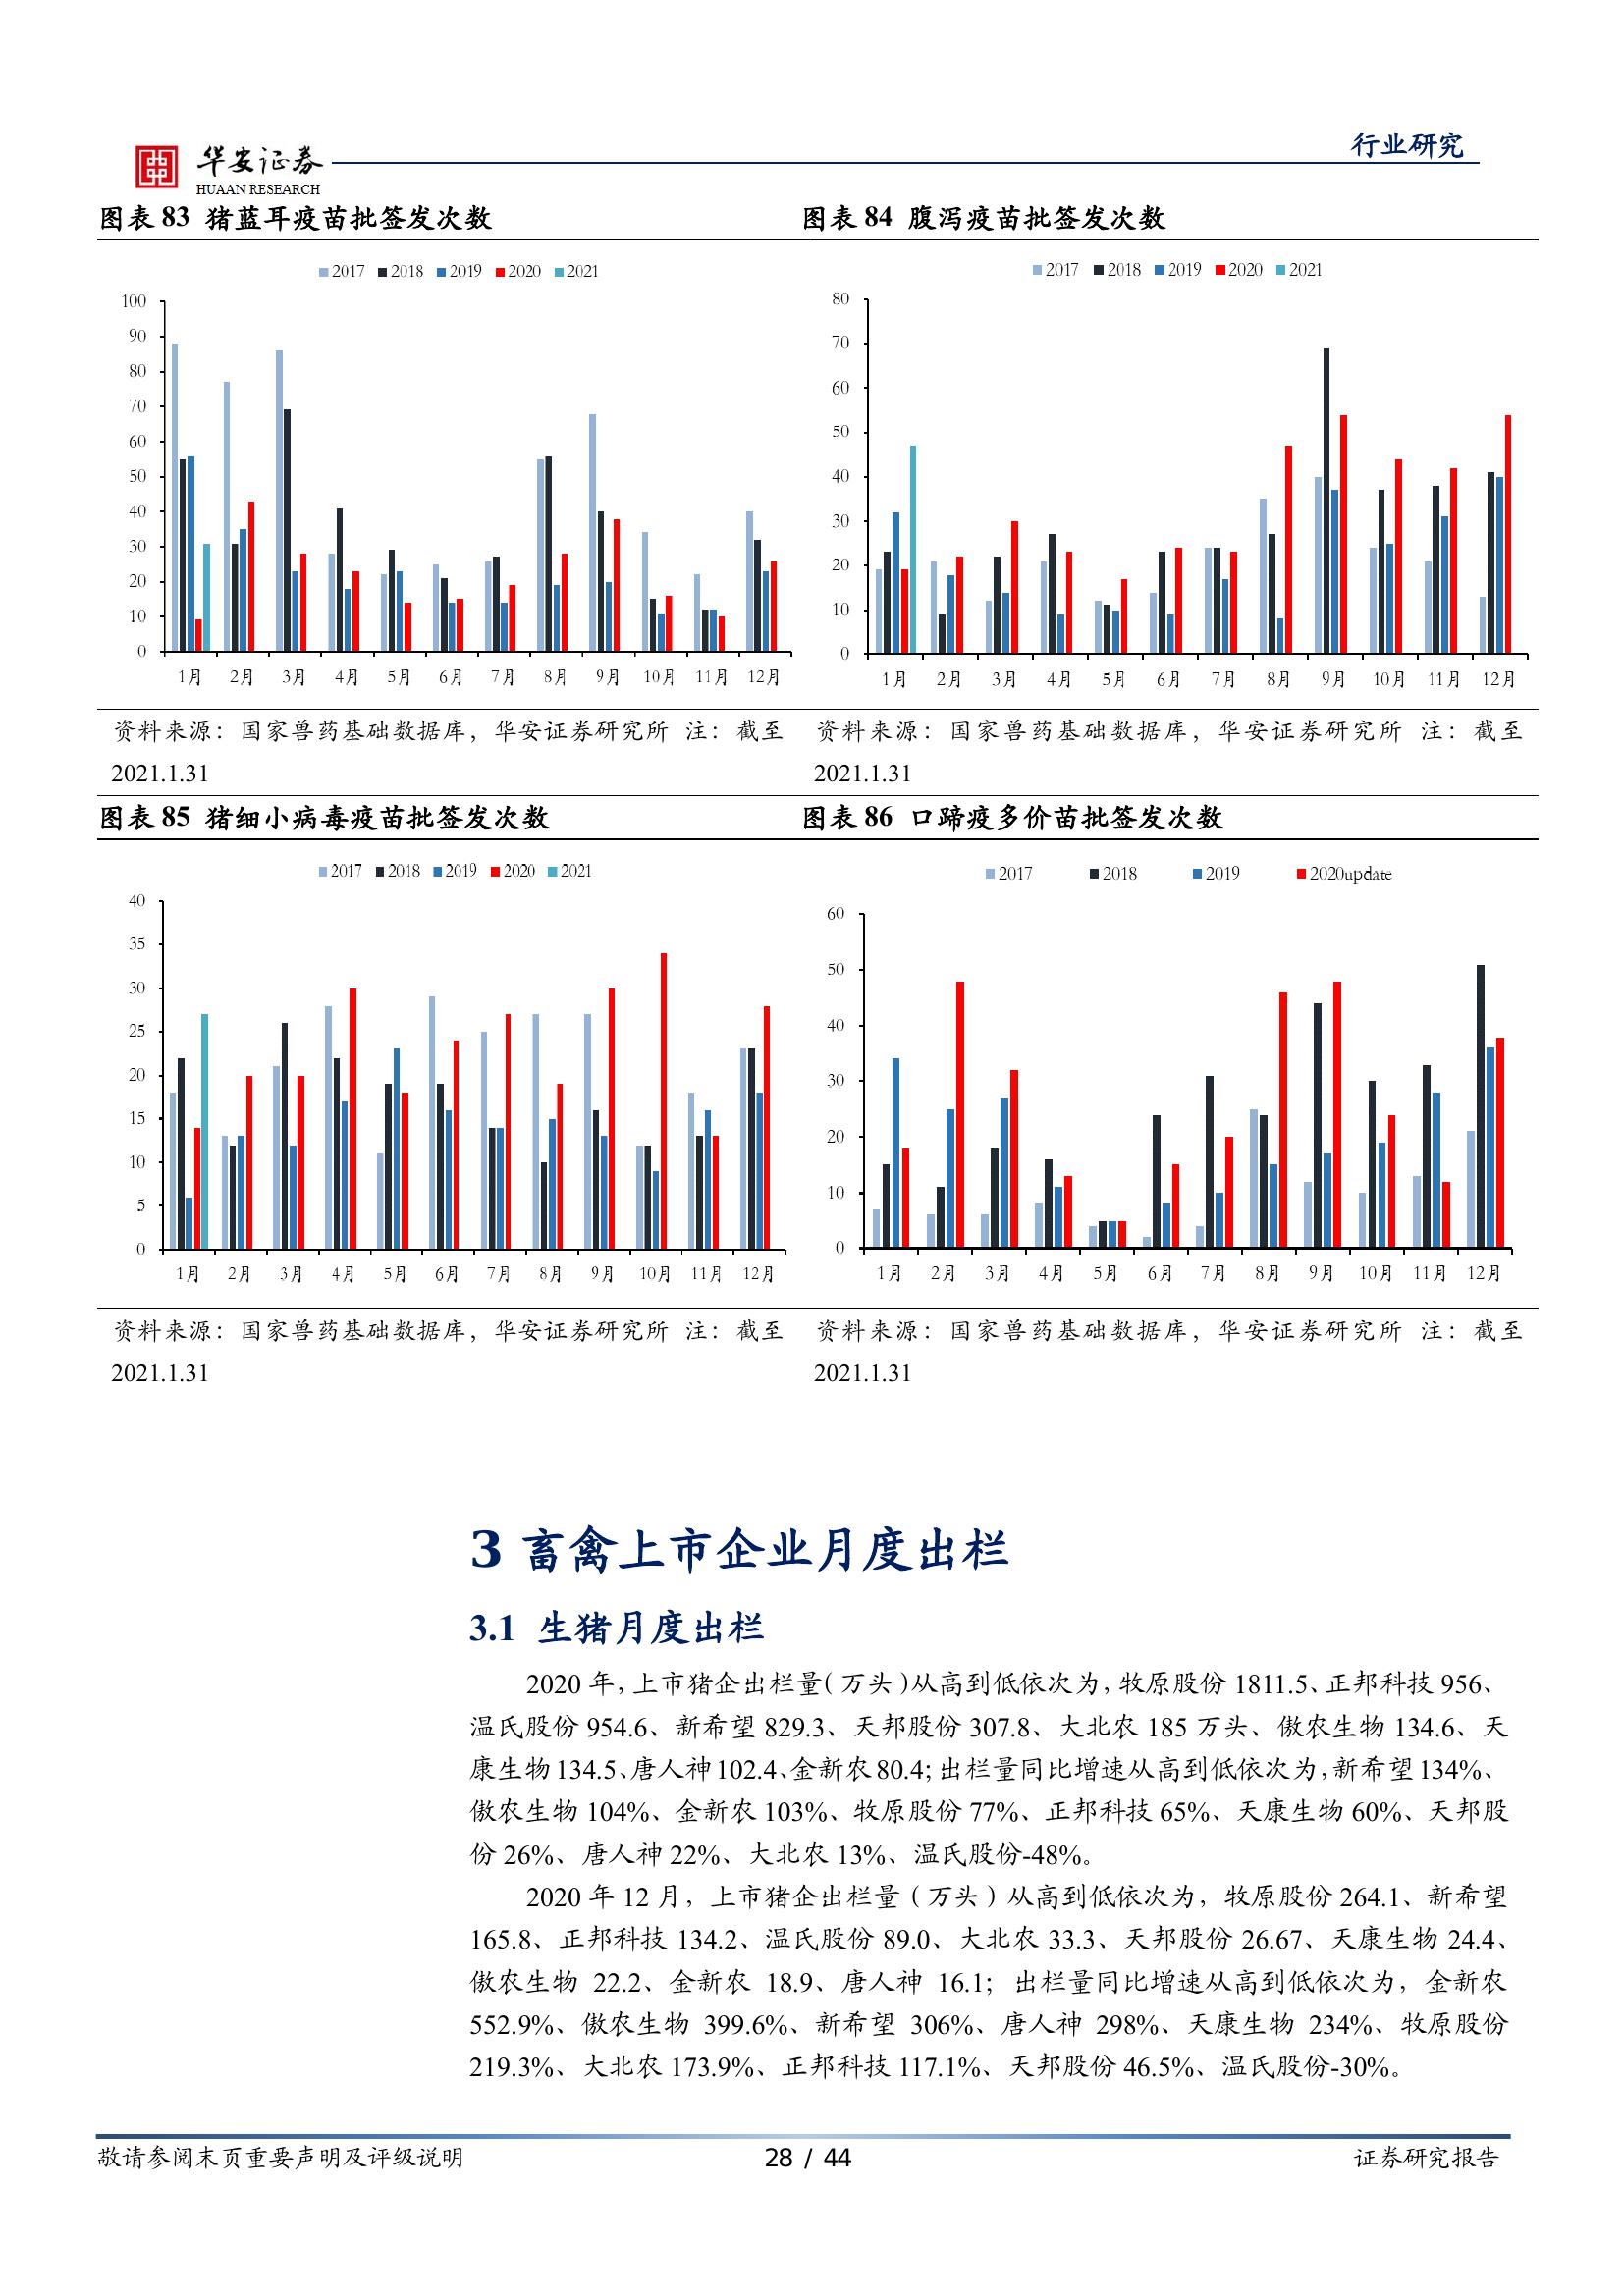 行业研究
华安证券
HUAAN RESEARCH
图表 83 猪蓝耳疫苗批签发次数
2017 2018 2019 2020 2021
100
90
80
70
60
50
40
30
20
10
0
1月 2月 3月 4月 5月 6月 7月 8月 9月 10月 11月 12月
资料来源：国家兽药基础数据库，华安证券研究所 注：截至
2021.1.31
图表 84 腹泻疫苗批签发次数
2017 2018 2019 2020 2021
80
70
60
50
40
30
20
10
0
1月 2月 3月 4月 5月 6月 7月 8月 9月 10月 11月 12月
资料来源：国家兽药基础数据库，华安证券研究所 注：截至
2021.1.31
图表 85 猪细小病毒疫苗批签发次数
2017 2018 2019 2020 2021
40
35
30
25
20
15
10
5
0
1月 2月 3月 4月 5月 6月 7月 8月 9月 10月 11月 12月
资料来源：国家兽药基础数据库，华安证券研究所 注：截至
2021.1.31
图表 86 口蹄疫多价苗批签发次数
2017 2018 2019 2020update
60
50
40
30
20
10
0
1月 2月 3月 4月 5月 6月 7月 8月 9月 10月 11月 12月
资料来源：国家兽药基础数据库，华安证券研究所 注：截至
2021.1.31
3 畜禽上市企业月度出栏
3.1 生猪月度出栏
2020 年，上市猪企出栏量（万头）从高到低依次为，牧原股份 1811.5、正邦科技 956、
温氏股份 954.6、新希望 829.3、天邦股份 307.8、大北农 185 万头、傲农生物 134.6、天
康生物 134.5、唐人神 102.4、金新农 80.4；出栏量同比增速从高到低依次为，新希望 134%、
傲农生物 104%、金新农 103%、牧原股份 77%、正邦科技 65%、天康生物 60%、天邦股
份 26%、唐人神 22%、大北农 13%、温氏股份-48%。
2020 年 12 月，上市猪企出栏量（万头）从高到低依次为，牧原股份 264.1、新希望
165.8、正邦科技 134.2、温氏股份 89.0、大北农 33.3、天邦股份 26.67、天康生物 24.4、
傲农生物 22.2、金新农 18.9、唐人神 16.1；出栏量同比增速从高到低依次为，金新农
552.9%、傲农生物 399.6%、新希望 306%、唐人神 298%、天康生物 234%、牧原股份
219.3%、大北农 173.9%、正邦科技 117.1%、天邦股份 46.5%、温氏股份-30%。
敬请参阅末页重要声明及评级说明 28 / 44 证券研究报告